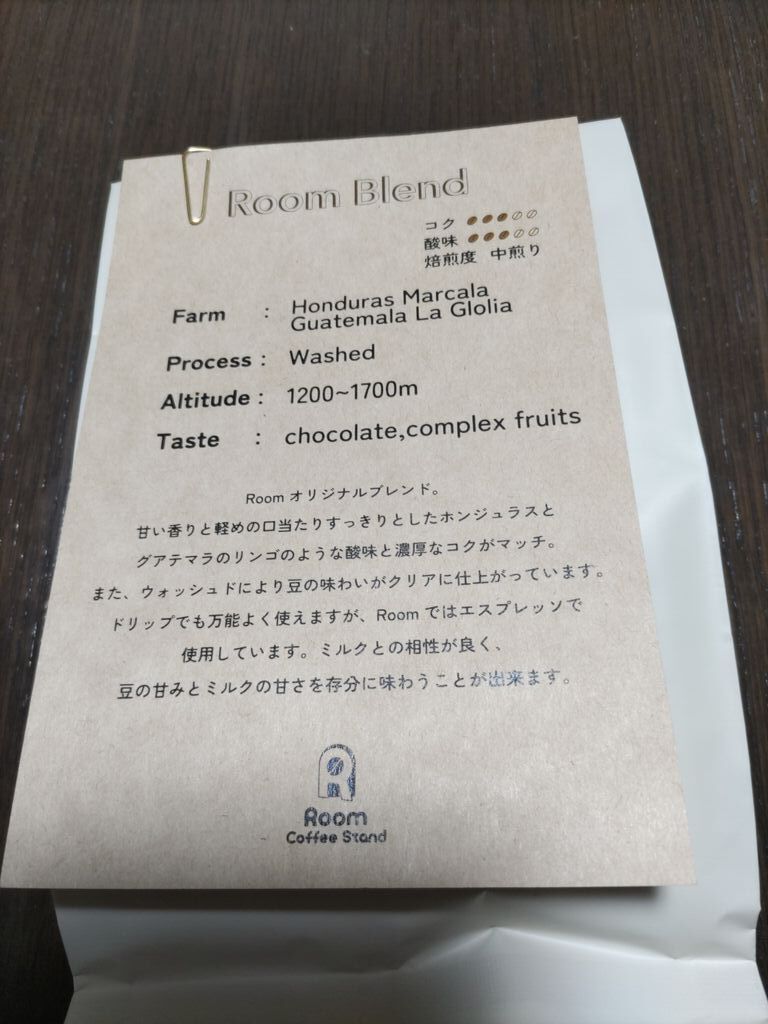 Room Blend
コク
酸味
焙煎度 中煎り
Farm : Honduras Marcala
Guatemala La Glolia
Process : Washed
Altitude : 1200~1700m
Taste : chocolate,complex fruits
Room オリジナルブレンド。
甘い香りと軽めの口当たりすっきりとしたホンジュラスと
グアテマラのリンゴのような酸味と濃厚なコクがマッチ。
また、ウォッシュドにより豆の味わいがクリアに仕上がっています。
ドリップでも万能よく使えますが、Room ではエスプレッソで
使用しています。ミルクとの相性が良く、
豆の甘みとミルクの甘さを存分に味わうことが出来ます。
Room
Coffee Stand